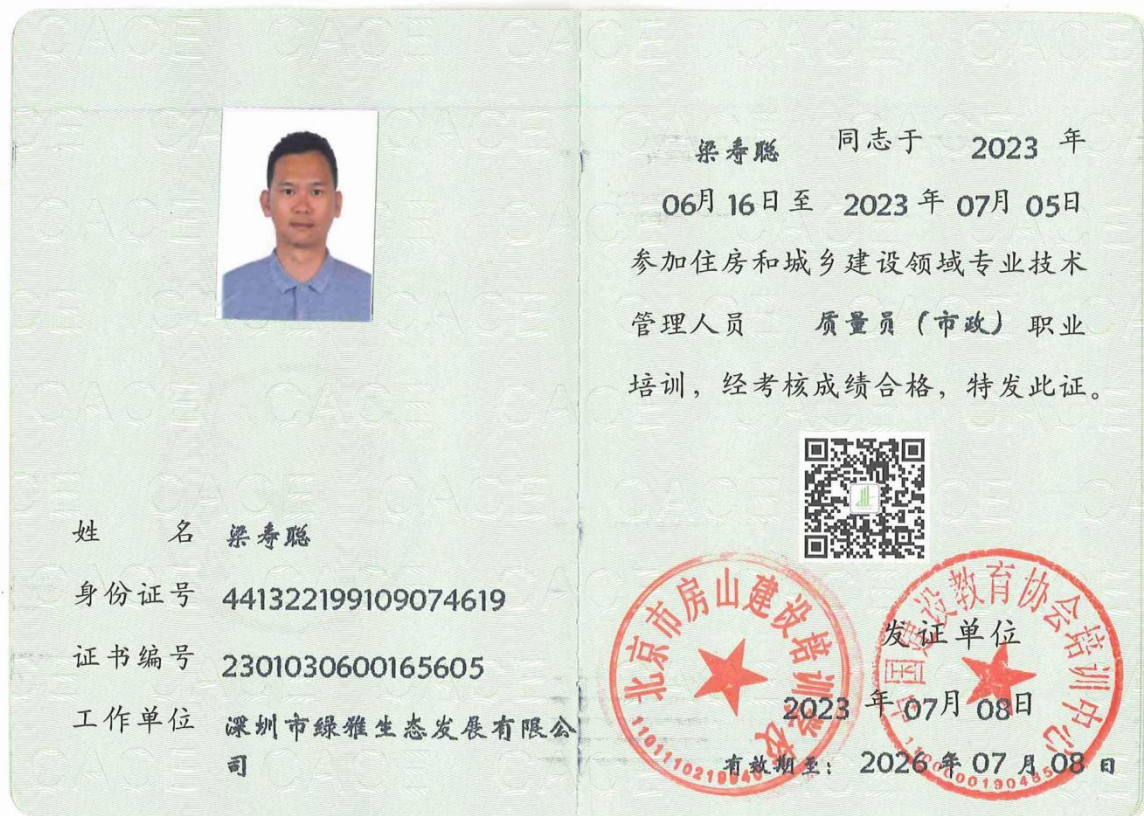 姓 名 梁寿聪
身份证号 441322199109074619
证书编号 2301030600165605
工作单位 深圳市绿雅生态发展有限公
司
梁寿聪 同志于 2023 年
06月 16日至 2023 年 07月 05日
参加住房和城乡建设领域专业技术
管理人员 质量员（市政）职业
培训，经考核成绩合格，特发此证。
北京市房山建设培训学校
中国建设教育协会培训中心
发证单位
2023 年 07月 08日
有效期至： 2026 年 07 月 08 日
CACE